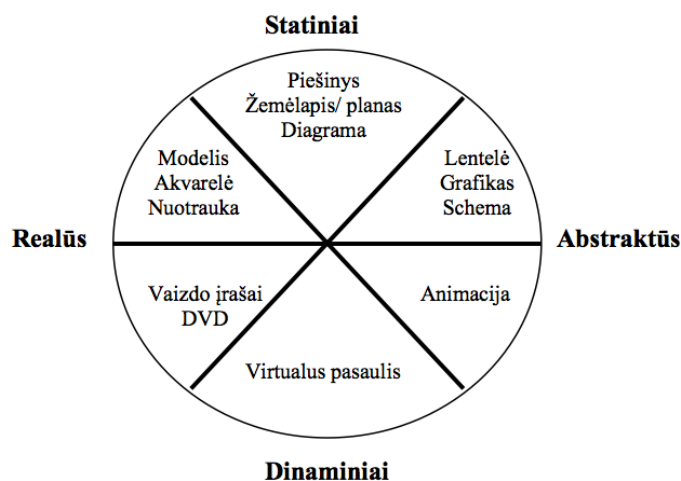 Statiniai
Piešinys
Žemėlapis/ planas
Diagrama
Modelis
Akvarelė
Nuotrauka
Lentelė
Grafikas
Schema
Realūs
Abstraktūs
Vaizdo įrašai
DVD
Animacija
Virtualus pasaulis
Dinaminiai